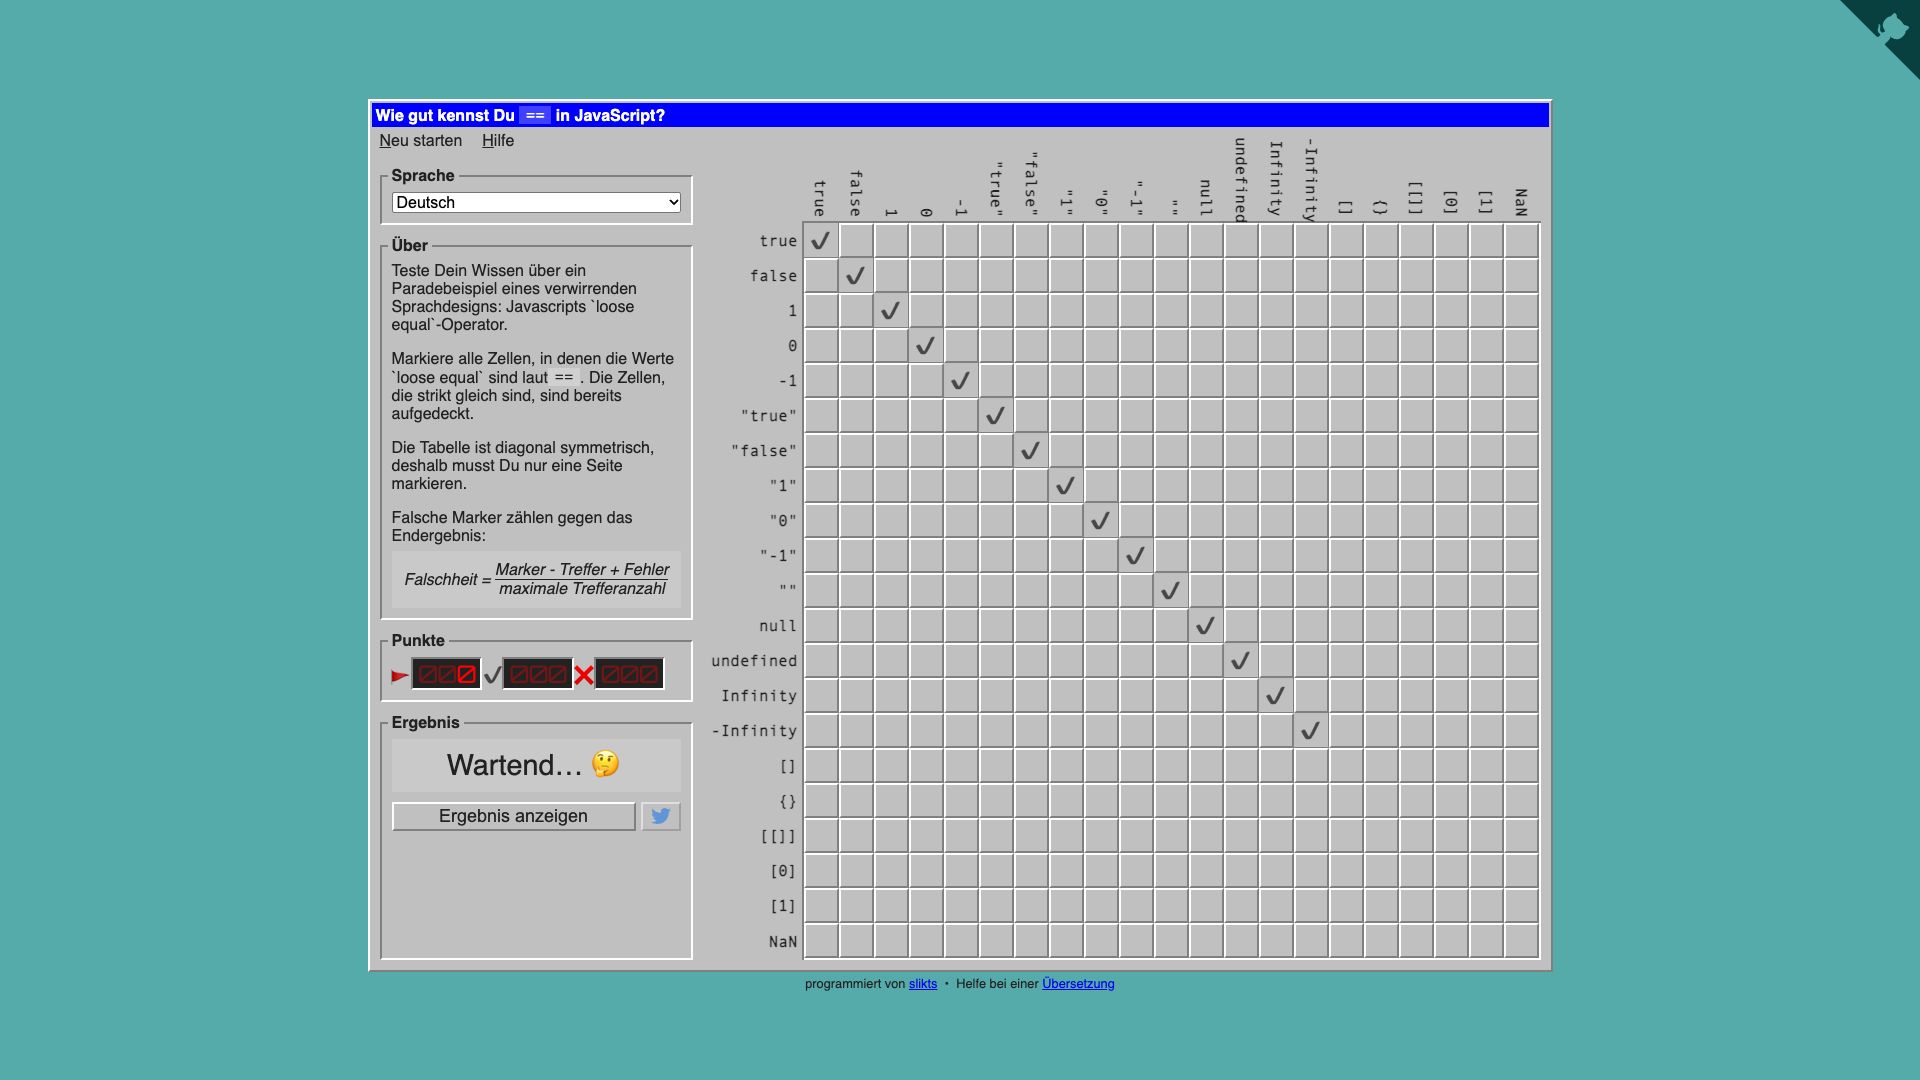 Wie gut kennst Du == in JavaScript?
Neu starten Hilfe
Sprache
Deutsch
Über
Teste Dein Wissen über ein
Paradebeispiel eines verwirrenden
Sprachdesigns: Javascripts `loose
equal`-Operator.
Markiere alle Zellen, in denen die Werte
`loose equal` sind laut == . Die Zellen,
die strikt gleich sind, sind bereits
aufgedeckt.
Die Tabelle ist diagonal symmetrisch,
deshalb musst Du nur eine Seite
markieren.
Falsche Marker zählen gegen das
Endergebnis:
Falschheit = Marker - Treffer + Fehler
maximale Trefferanzahl
Punkte
Ergebnis
Wartend… 🤔
Ergebnis anzeigen
true
false
1
0
-1
"true"
"false"
"1"
"0"
"-1"
""
null
undefined
Infinity
-Infinity
[]
{}
[[]]
[0]
[1]
NaN
true
false
1
0
-1
"true"
"false"
"1"
"0"
"-1"
""
null
undefined
Infinity
-Infinity
[]
{}
[[]]
[0]
[1]
NaN
programmiert von slikts • Helfe bei einer Übersetzung